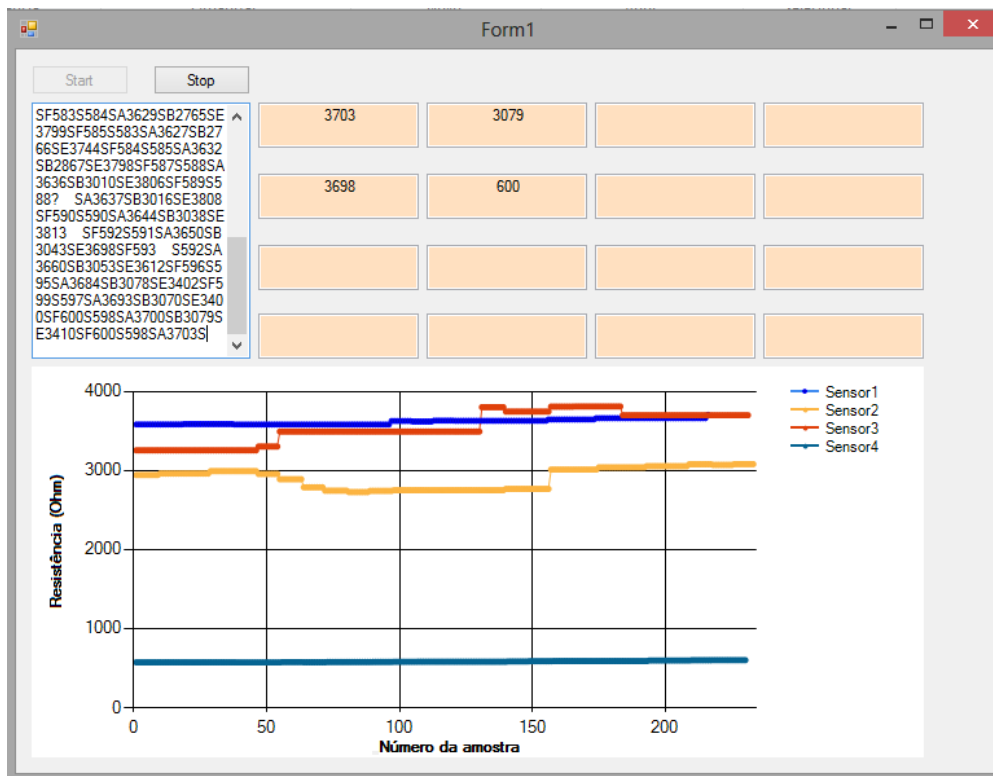 Form1
Start
Stop
SF583S584SA3629SB2765SE
3799SF585S583SA3627SB27
66SE3744SF584S585SA3632
SB2867SE3798SF587S588SA
3636SB3010SE3806SF589S5
88? SA3637SB3016SE3808
SF590S590SA3644SB3038SE
3813 SF592S591SA3650SB
3043SE3698SF593 S592SA
3660SB3053SE3612SF596S5
95SA3684SB3078SE3402SF5
99S597SA3693SB3070SE340
0SF600S598SA3700SB3079S
E3410SF600S598SA3703S
3703
3079
3698
600
4000
3000
2000
1000
0
Resistência (Ohm)
0
50
100
150
200
Número da amostra
Sensor1
Sensor2
Sensor3
Sensor4